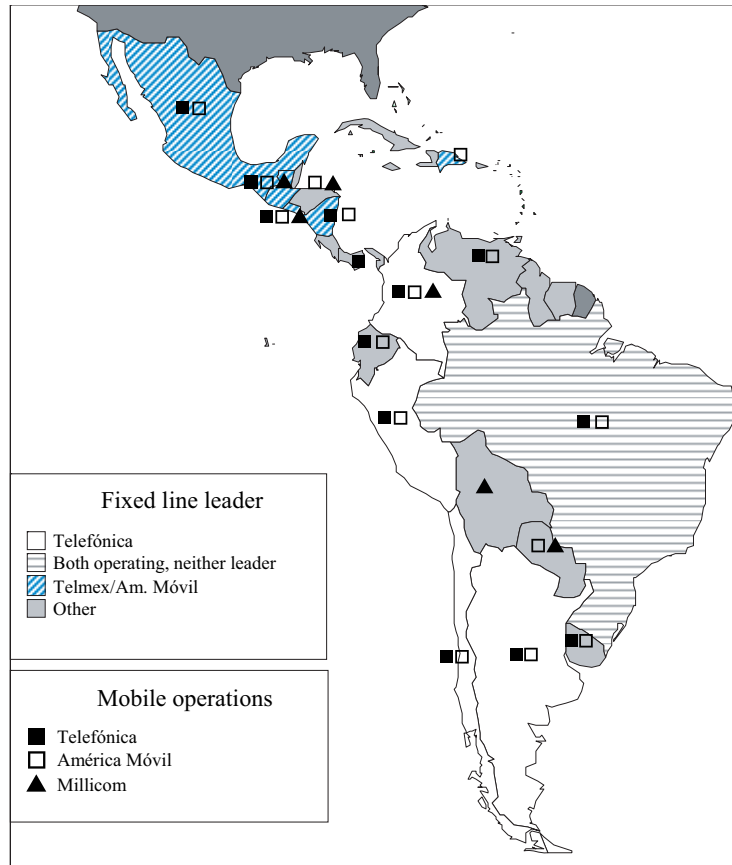 Fixed line leader
Telefónica
Both operating, neither leader
Telmex/Am. Móvil
Other
Mobile operations
Telefónica
América Móvil
Millicom